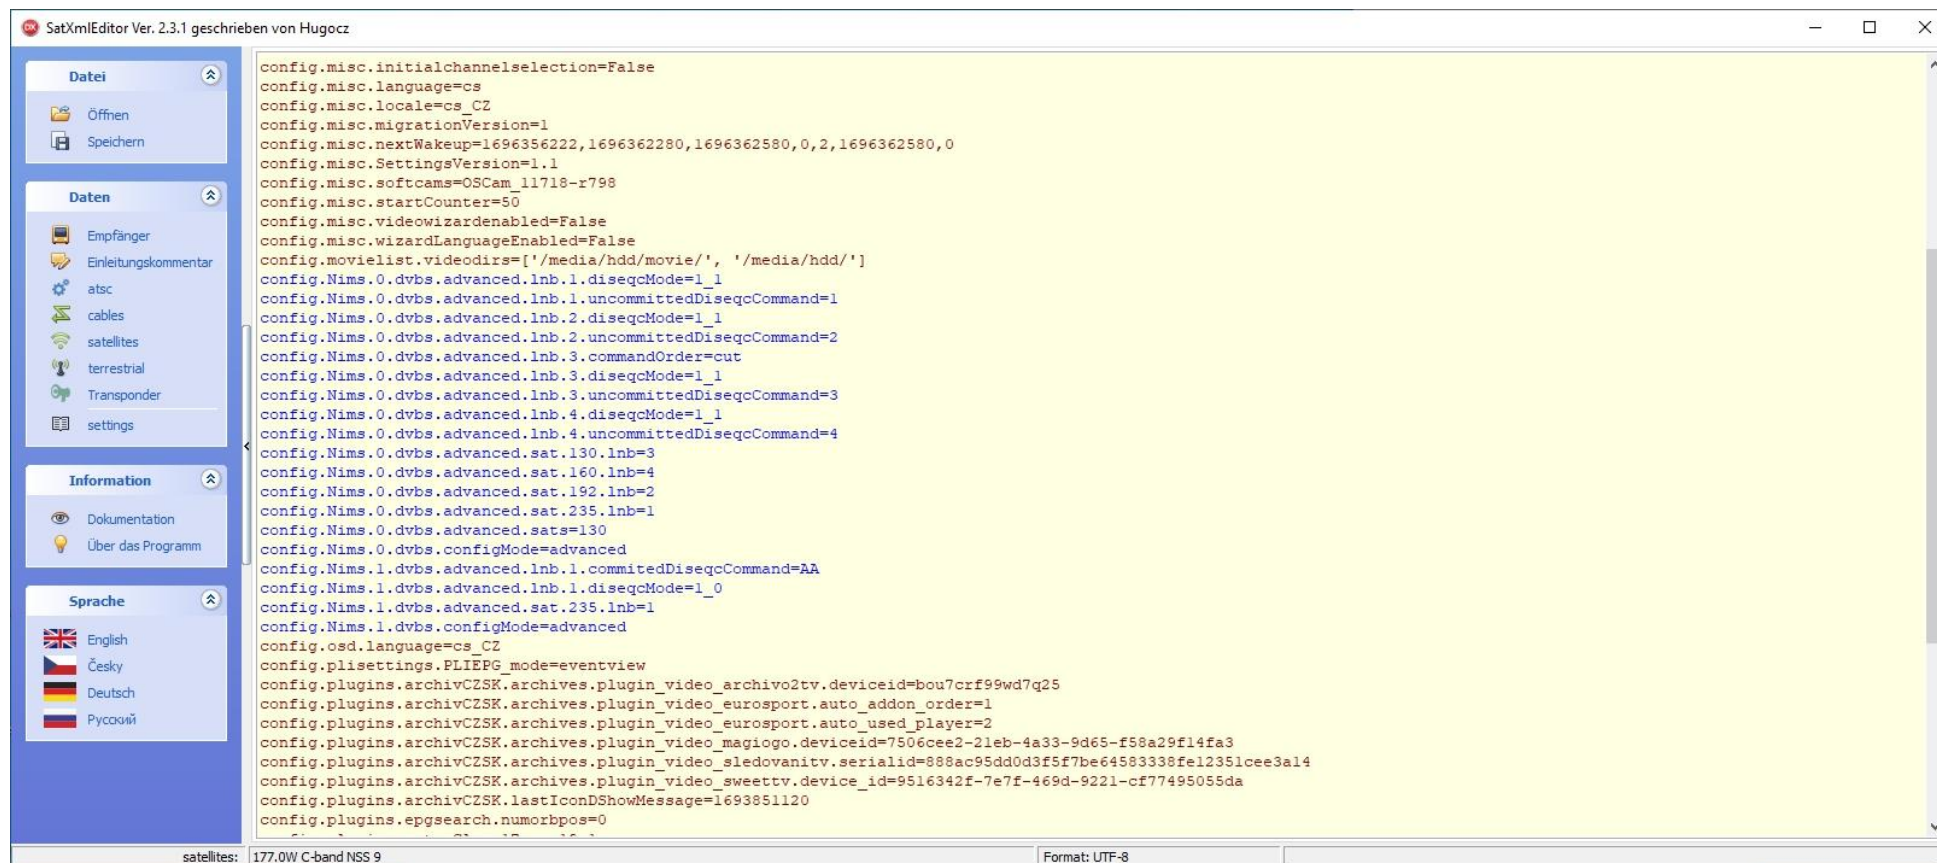 SatXmlEditor Ver. 2.3.1 geschrieben von Hugocz
Datei
Öffnen
Speichern
Daten
Empfänger
Einleitungskommentar
atsc
cables
satellites
terrestrial
Transponder
settings
Information
Dokumentation
Über das Programm
Sprache
English
Česky
Deutsch
Русский
config.misc.initialchannelselection=False
config.misc.language=cs
config.misc.locale=cs_CZ
config.misc.migrationVersion=1
config.misc.nextWakeup=1696356222,1696362280,1696362580,0,2,1696362580,0
config.misc.SettingsVersion=1.1
config.misc.softcams=OSCam_11718-r798
config.misc.startCounter=50
config.misc.videowizardenabled=False
config.misc.wizardLanguageEnabled=False
config.movielist.videodirs=['/media/hdd/movie/', '/media/hdd/']
config.Nims.0.dvbs.advanced.lnb.1.diseqcMode=1_1
config.Nims.0.dvbs.advanced.lnb.1.uncommittedDiseqcCommand=1
config.Nims.0.dvbs.advanced.lnb.2.diseqcMode=1_1
config.Nims.0.dvbs.advanced.lnb.2.uncommittedDiseqcCommand=2
config.Nims.0.dvbs.advanced.lnb.3.commandOrder=cut
config.Nims.0.dvbs.advanced.lnb.3.diseqcMode=1_1
config.Nims.0.dvbs.advanced.lnb.3.uncommittedDiseqcCommand=3
config.Nims.0.dvbs.advanced.lnb.4.diseqcMode=1_1
config.Nims.0.dvbs.advanced.lnb.4.uncommittedDiseqcCommand=4
config.Nims.0.dvbs.advanced.sat.130.lnb=3
config.Nims.0.dvbs.advanced.sat.160.lnb=4
config.Nims.0.dvbs.advanced.sat.192.lnb=2
config.Nims.0.dvbs.advanced.sat.235.lnb=1
config.Nims.0.dvbs.advanced.sats=130
config.Nims.0.dvbs.configMode=advanced
config.Nims.1.dvbs.advanced.lnb.1.commitedDiseqcCommand=AA
config.Nims.1.dvbs.advanced.lnb.1.diseqcMode=1_0
config.Nims.1.dvbs.advanced.sat.235.lnb=1
config.Nims.1.dvbs.configMode=advanced
config.osd.language=cs_CZ
config.plisettings.PLIEPG_mode=eventview
config.plugins.archivCZSK.archives.plugin_video_archivo2tv.deviceid=bou7crf99wd7q25
config.plugins.archivCZSK.archives.plugin_video_eurosport.auto_addon_order=1
config.plugins.archivCZSK.archives.plugin_video_eurosport.auto_used_player=2
config.plugins.archivCZSK.archives.plugin_video_magiogo.deviceid=7506cee2-21eb-4a33-9d65-f58a29f14fa3
config.plugins.archivCZSK.archives.plugin_video_sledovanitv.serialid=888ac95dd0d3f5f7be64583338fe12351cee3a14
config.plugins.archivCZSK.archives.plugin_video_sweettv.device_id=9516342f-7e7f-469d-9221-cf77495055da
config.plugins.archivCZSK.lastIconDShowMessage=1693851120
config.plugins.epgsearch.numorbpos=0
satellites: 177.0W C-band NSS 9
Format: UTF-8